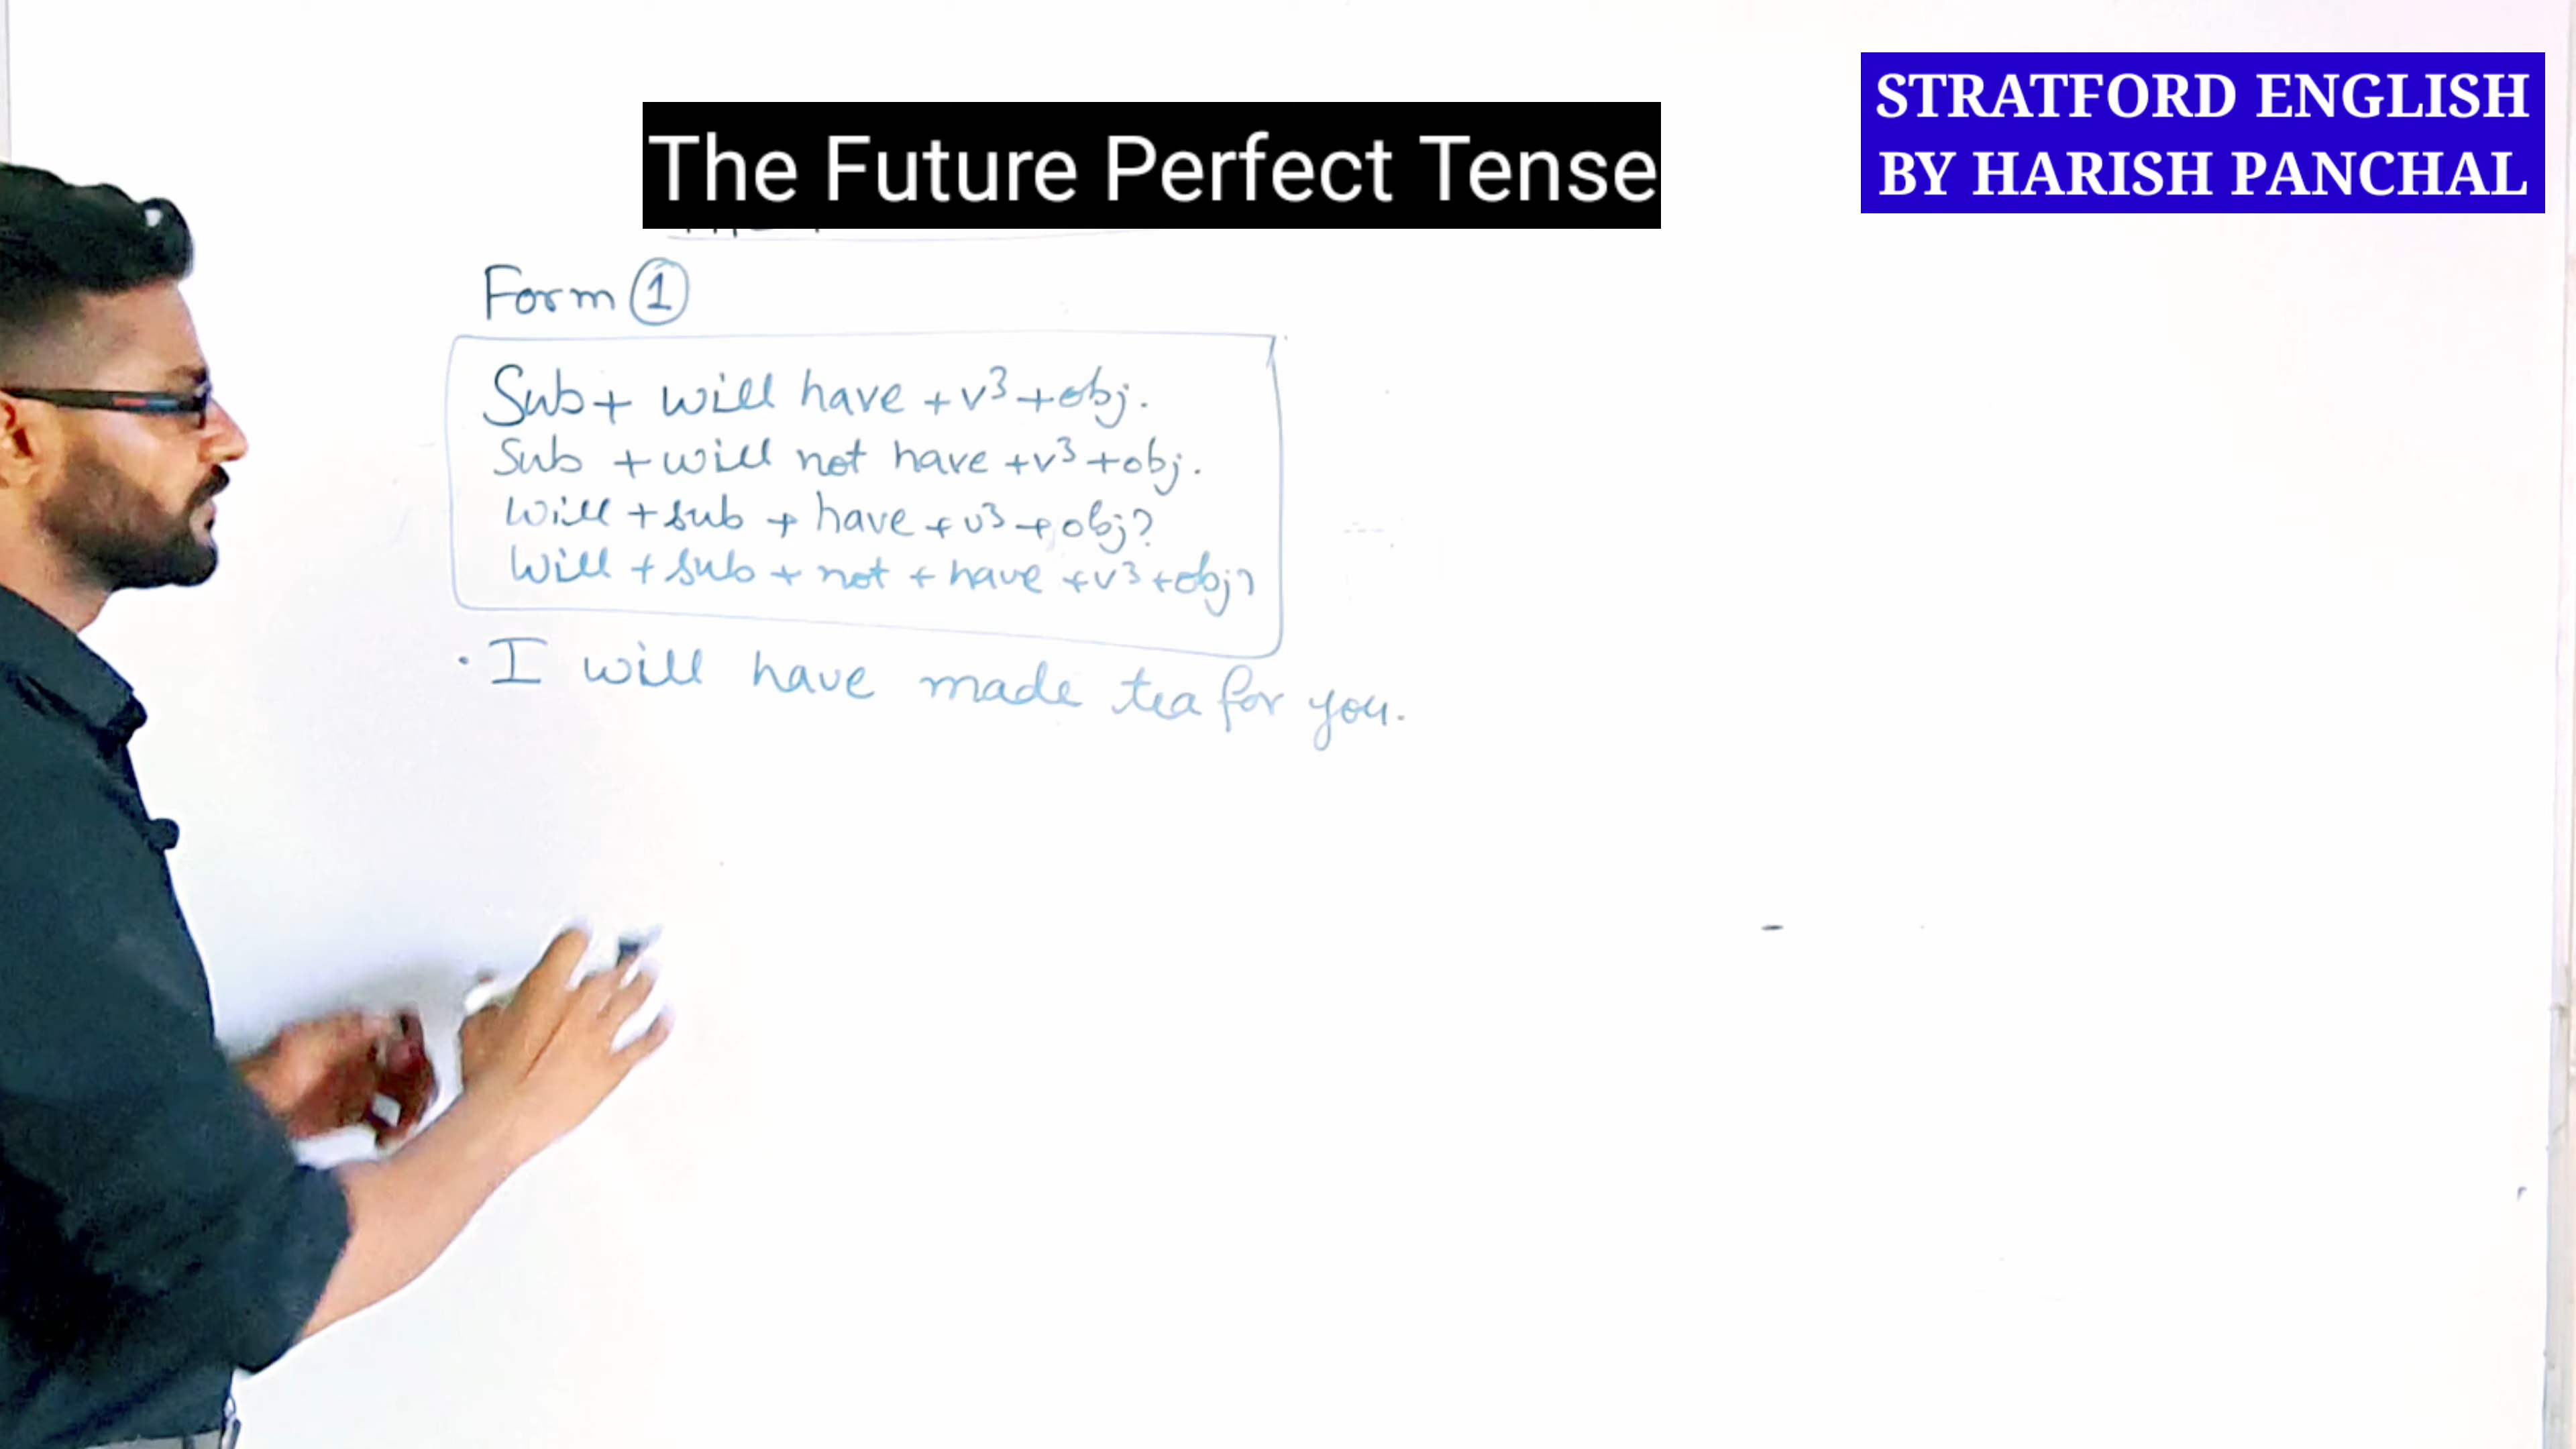 STRATFORD ENGLISH
BY HARISH PANCHAL
The Future Perfect Tense
Form 1
Sub + will have + v3 + obj.
Sub + will not have + v3 + obj.
Will + sub + have + v3 + obj?
Will + sub + not + have + v3 + obj?
· I will have made tea for you.